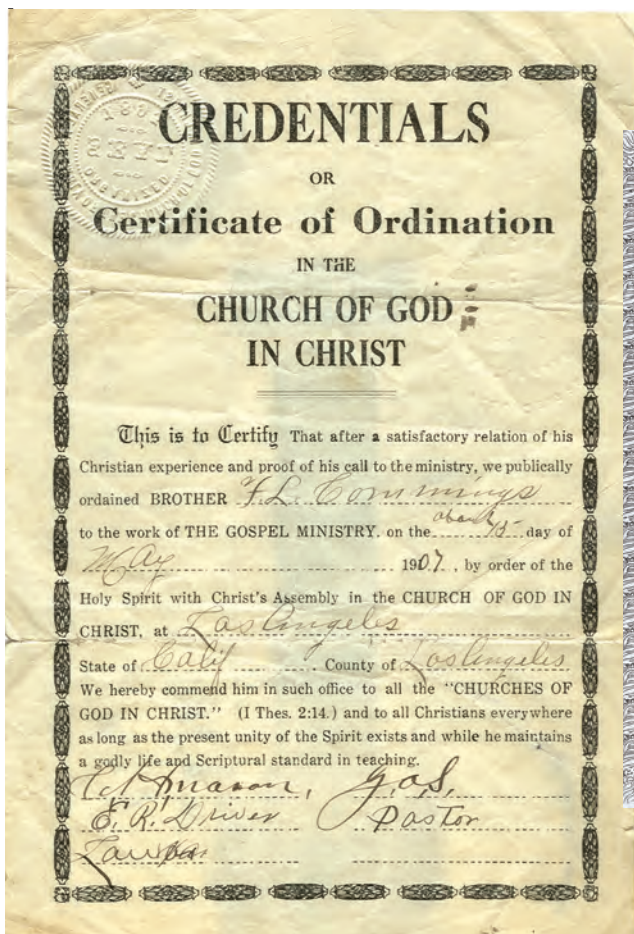 CREDENTIALS
OR
Certificate of Ordination
IN THE
CHURCH OF GOD
IN CHRIST
This is to Certify That after a satisfactory relation of his
Christian experience and proof of his call to the ministry, we publically
ordained BROTHER F. L. Commings
to the work of THE GOSPEL MINISTRY. on the about 15 day of
May 1907, by order of the
Holy Spirit with Christ's Assembly in the CHURCH OF GOD IN
CHRIST, at Los Angeles
State of Calif County of Los Angeles
We hereby commend him in such office to all the "CHURCHES OF
GOD IN CHRIST." (I Thes. 2:14.) and to all Christians everywhere
as long as the present unity of the Spirit exists and while he maintains
a godly life and Scriptural standard in teaching.
C. H. Mason, 
E. R. Driver Pastor